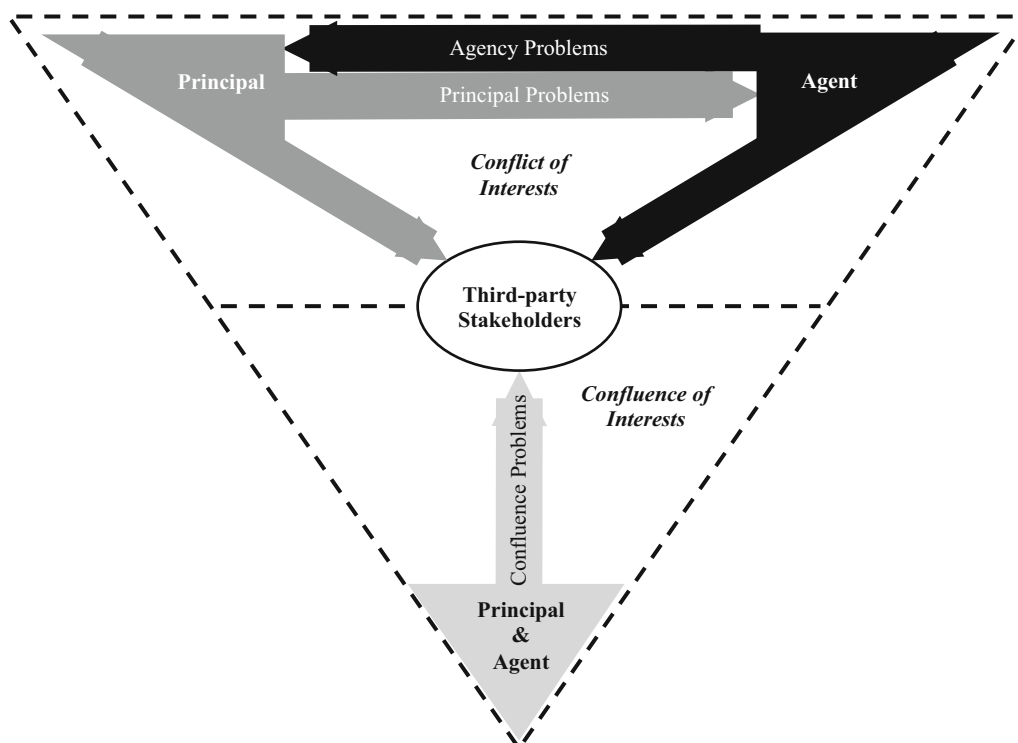 Agency Problems
Principal
Agent
Principal Problems
Conflict of
Interests
Third-party
Stakeholders
Confluence of
Interests
Confluence Problems
Principal
&
Agent